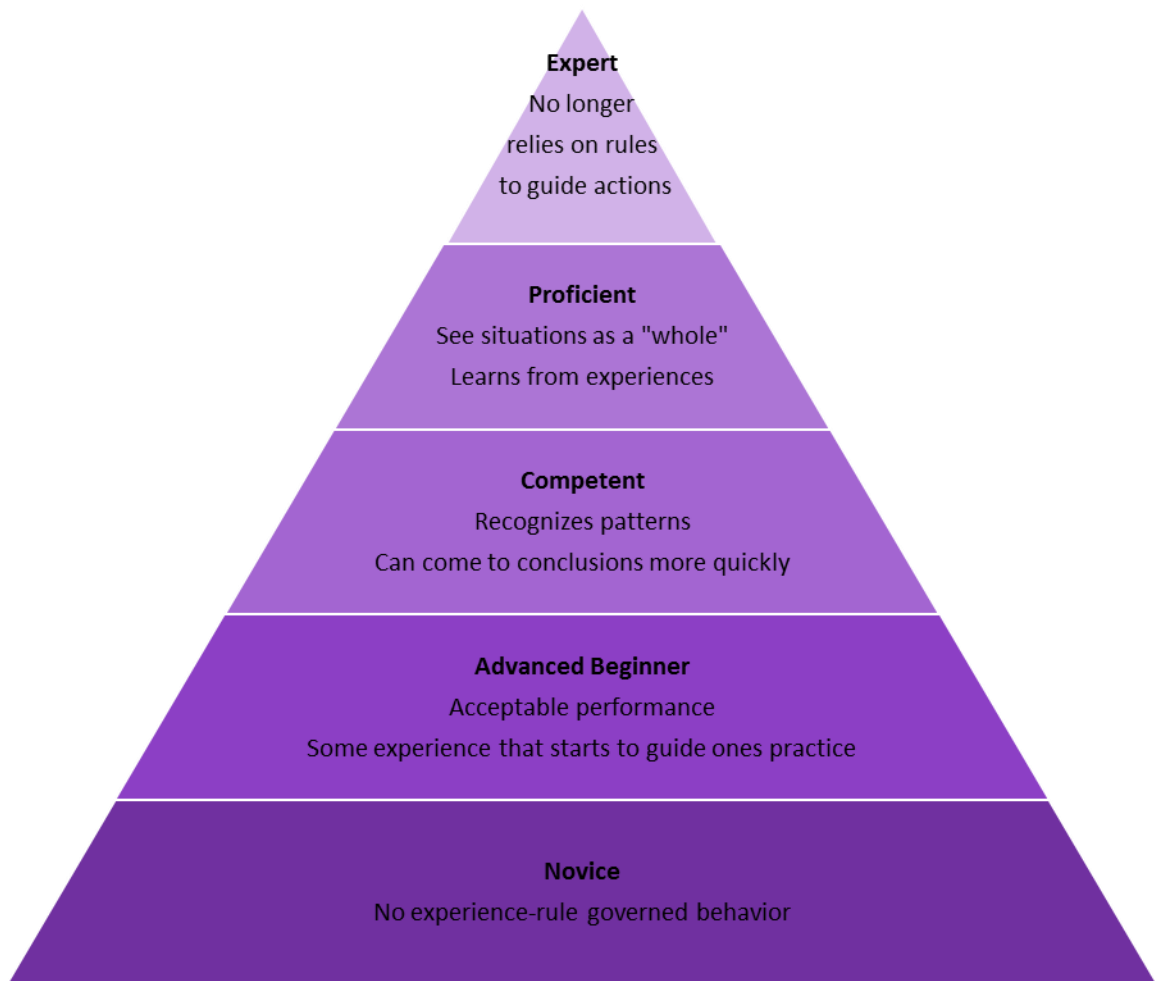 Expert
No longer
relies on rules
to guide actions
Proficient
See situations as a "whole"
Learns from experiences
Competent
Recognizes patterns
Can come to conclusions more quickly
Advanced Beginner
Acceptable performance
Some experience that starts to guide ones practice
Novice
No experience-rule governed behavior